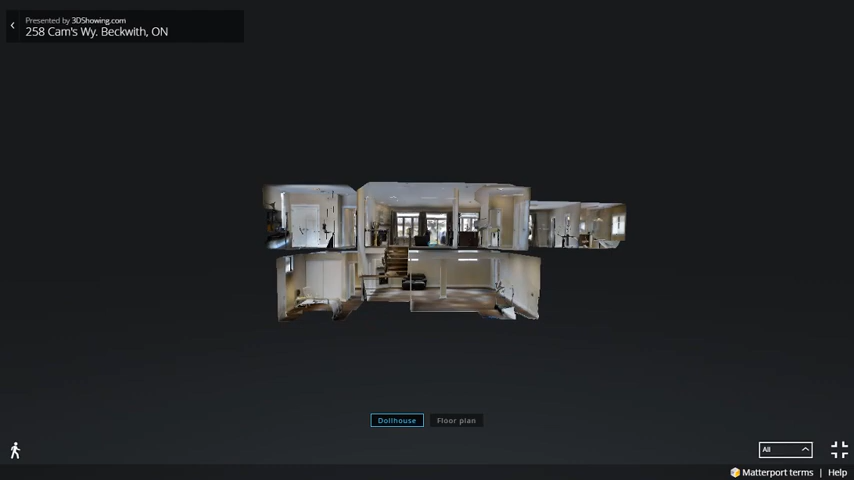 Presented by 3DShowing.com
258 Cam's Wy. Beckwith, ON
Dollhouse
Floor plan
All
Matterport terms | Help